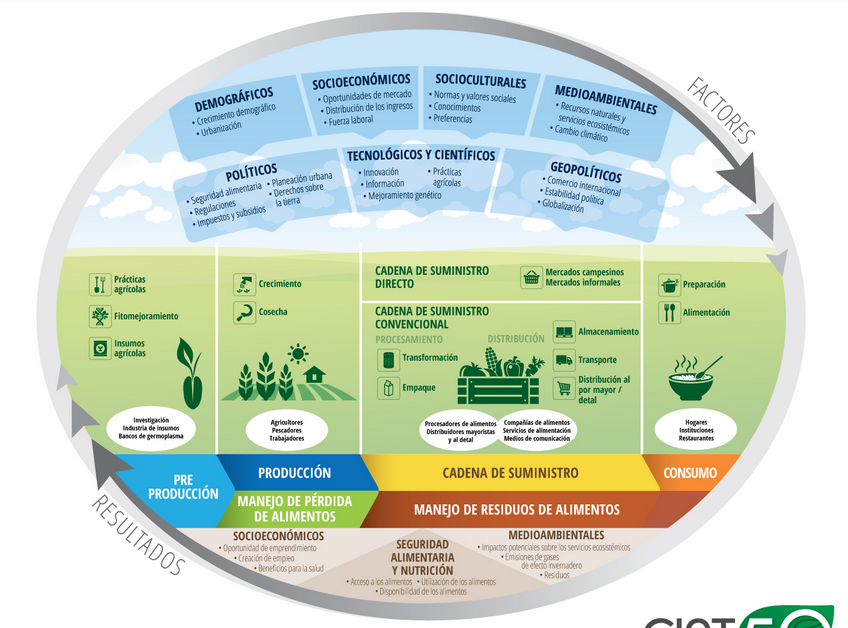 FACTORES
DEMOGRÁFICOS
• Crecimiento demográfico
• Urbanización
SOCIOECONÓMICOS
• Oportunidades de mercado
• Distribución de los ingresos
• Fuerza laboral
SOCIOCULTURALES
• Normas y valores sociales
• Conocimientos
• Preferencias
MEDIOAMBIENTALES
• Recursos naturales y
servicios ecosistémicos
• Cambio climático
POLÍTICOS
• Seguridad alimentaria
• Regulaciones
• Impuestos y subsidios
• Planeación urbana
• Derechos sobre
la tierra
TECNOLÓGICOS Y CIENTÍFICOS
• Innovación
• Información
• Mejoramiento genético
• Prácticas
agrícolas
GEOPOLÍTICOS
• Comercio internacional
• Estabilidad política
• Globalización
Prácticas
agrícolas
Fitomejoramiento
Insumos
agrícolas
Investigación
Industria de insumos
Bancos de germoplasma
Crecimiento
Cosecha
Agricultores
Pescadores
Trabajadores
CADENA DE SUMINISTRO
DIRECTO
Mercados campesinos
Mercados informales
CADENA DE SUMINISTRO
CONVENCIONAL
PROCESAMIENTO
Transformación
Empaque
DISTRIBUCIÓN
Almacenamiento
Transporte
Distribución al
por mayor /
detal
Procesadores de alimentos
Distribuidores mayoristas
y al detal
Compañías de alimentos
Servicios de alimentación
Medios de comunicación
Preparación
Alimentación
Hogares
Instituciones
Restaurantes
PRE
PRODUCCIÓN
PRODUCCIÓN
CADENA DE SUMINISTRO
CONSUMO
MANEJO DE PÉRDIDA
DE ALIMENTOS
MANEJO DE RESIDUOS DE ALIMENTOS
RESULTADOS
SOCIOECONÓMICOS
• Oportunidad de emprendimiento
• Creación de empleo
• Beneficios para la salud
SEGURIDAD
ALIMENTARIA
Y NUTRICIÓN
• Acceso a los alimentos • Utilización de los alimentos
• Disponibilidad de los alimentos
MEDIOAMBIENTALES
• Impactos potenciales sobre los servicios ecosistémicos
• Emisiones de gases
de efecto invernadero
• Residuos